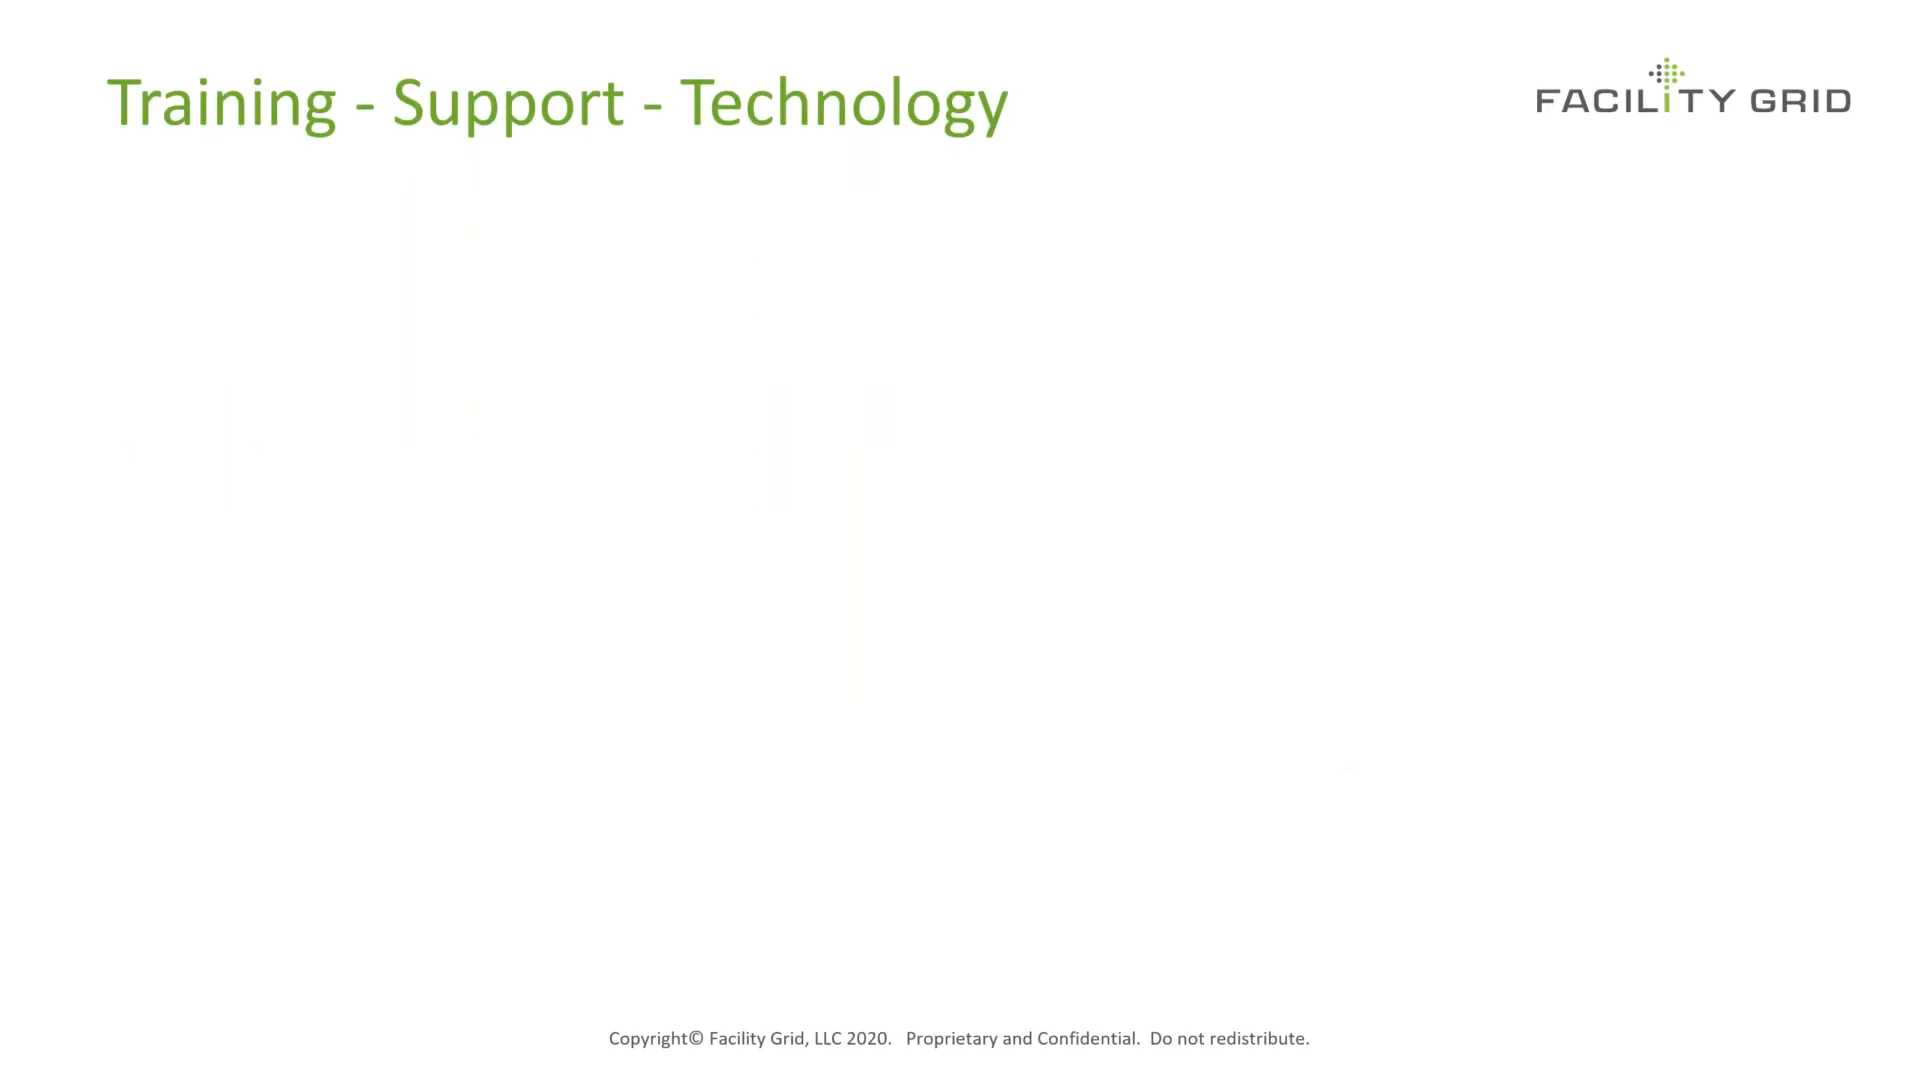 Training - Support - Technology
FACILiTY GRID
Copyright© Facility Grid, LLC 2020. Proprietary and Confidential. Do not redistribute.